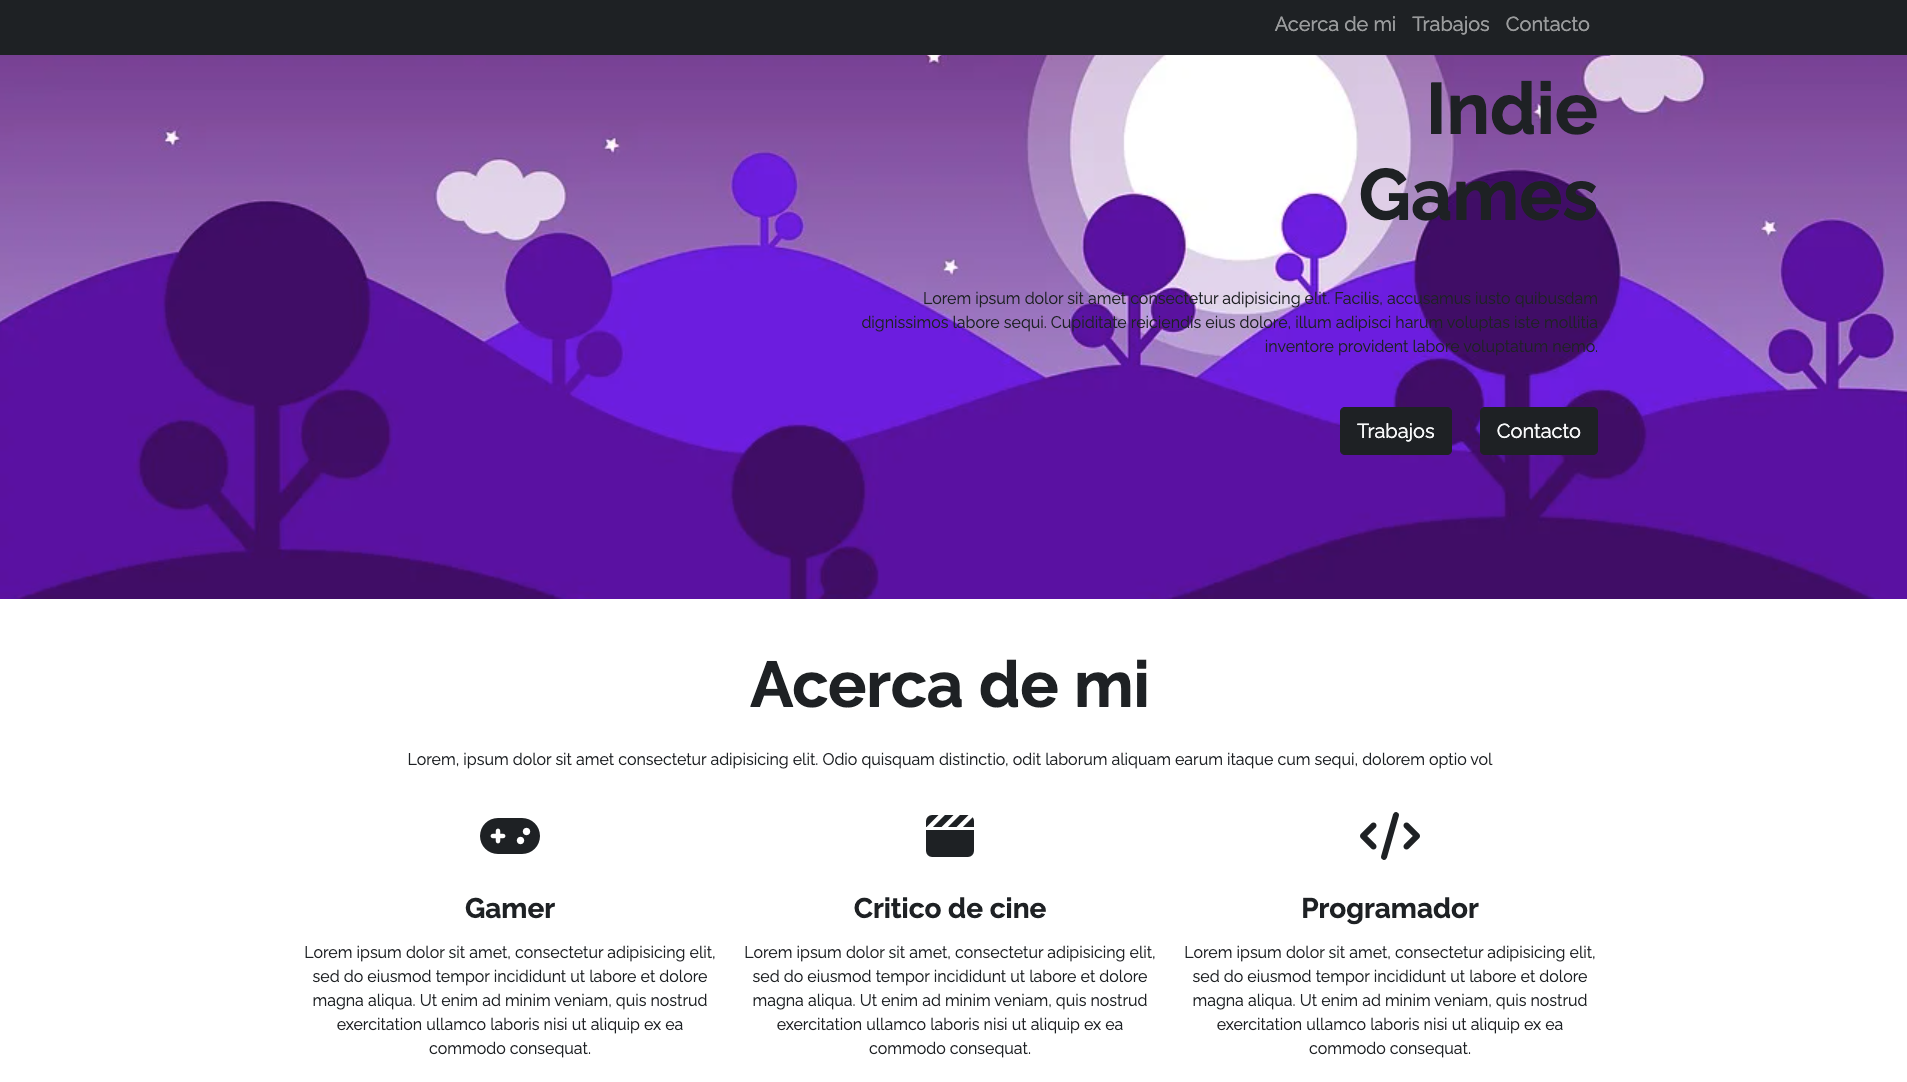 Acerca de mi Trabajos Contacto
Indie
Games
Lorem ipsum dolor sit amet consectetur adipisicing elit. Facilis, accusamus iusto quibusdam
dignissimos labore sequi. Cupiditate reiciendis eius dolore, illum adipisci harum voluptas iste mollitia
inventore provident labore voluptatum nemo.
Trabajos Contacto
Acerca de mi
Lorem, ipsum dolor sit amet consectetur adipisicing elit. Odio quisquam distinctio, odit laborum aliquam earum itaque cum sequi, dolorem optio vol
Gamer
Lorem ipsum dolor sit amet, consectetur adipisicing elit,
sed do eiusmod tempor incididunt ut labore et dolore
magna aliqua. Ut enim ad minim veniam, quis nostrud
exercitation ullamco laboris nisi ut aliquip ex ea
commodo consequat.
Critico de cine
Lorem ipsum dolor sit amet, consectetur adipisicing elit,
sed do eiusmod tempor incididunt ut labore et dolore
magna aliqua. Ut enim ad minim veniam, quis nostrud
exercitation ullamco laboris nisi ut aliquip ex ea
commodo consequat.
Programador
Lorem ipsum dolor sit amet, consectetur adipisicing elit,
sed do eiusmod tempor incididunt ut labore et dolore
magna aliqua. Ut enim ad minim veniam, quis nostrud
exercitation ullamco laboris nisi ut aliquip ex ea
commodo consequat.